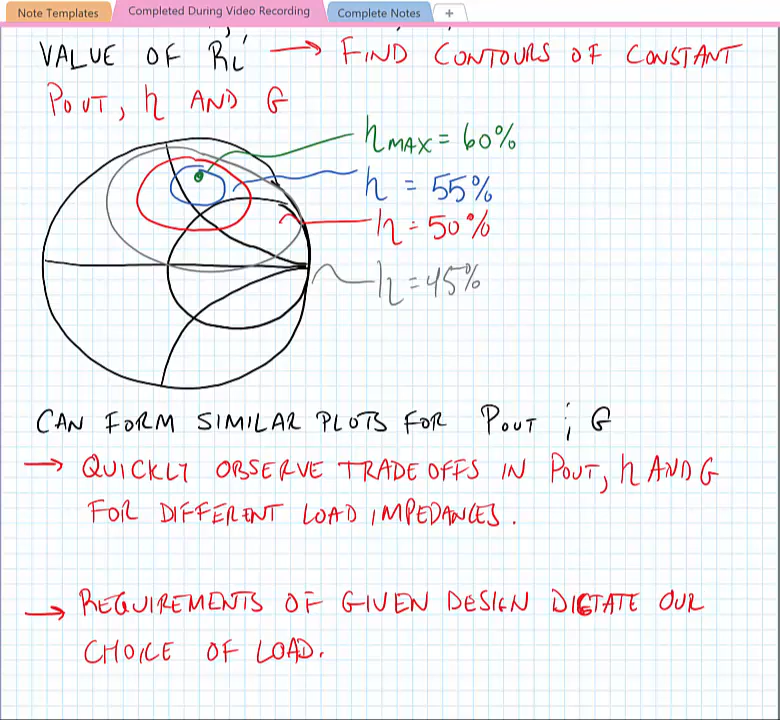 Note Templates
Completed During Video Recording
Complete Notes
+
VALUE OF RL' → FIND CONTOURS OF CONSTANT
POUT, η AND G
ηMAX = 60%
η = 55%
η = 50%
η = 45%
CAN FORM SIMILAR PLOTS FOR POUT ; G
→ QUICKLY OBSERVE TRADEOFFS IN POUT, η AND G
FOR DIFFERENT LOAD IMPEDANCES.
→ REQUIREMENTS OF GIVEN DESIGN DICTATE OUR
CHOICE OF LOAD.